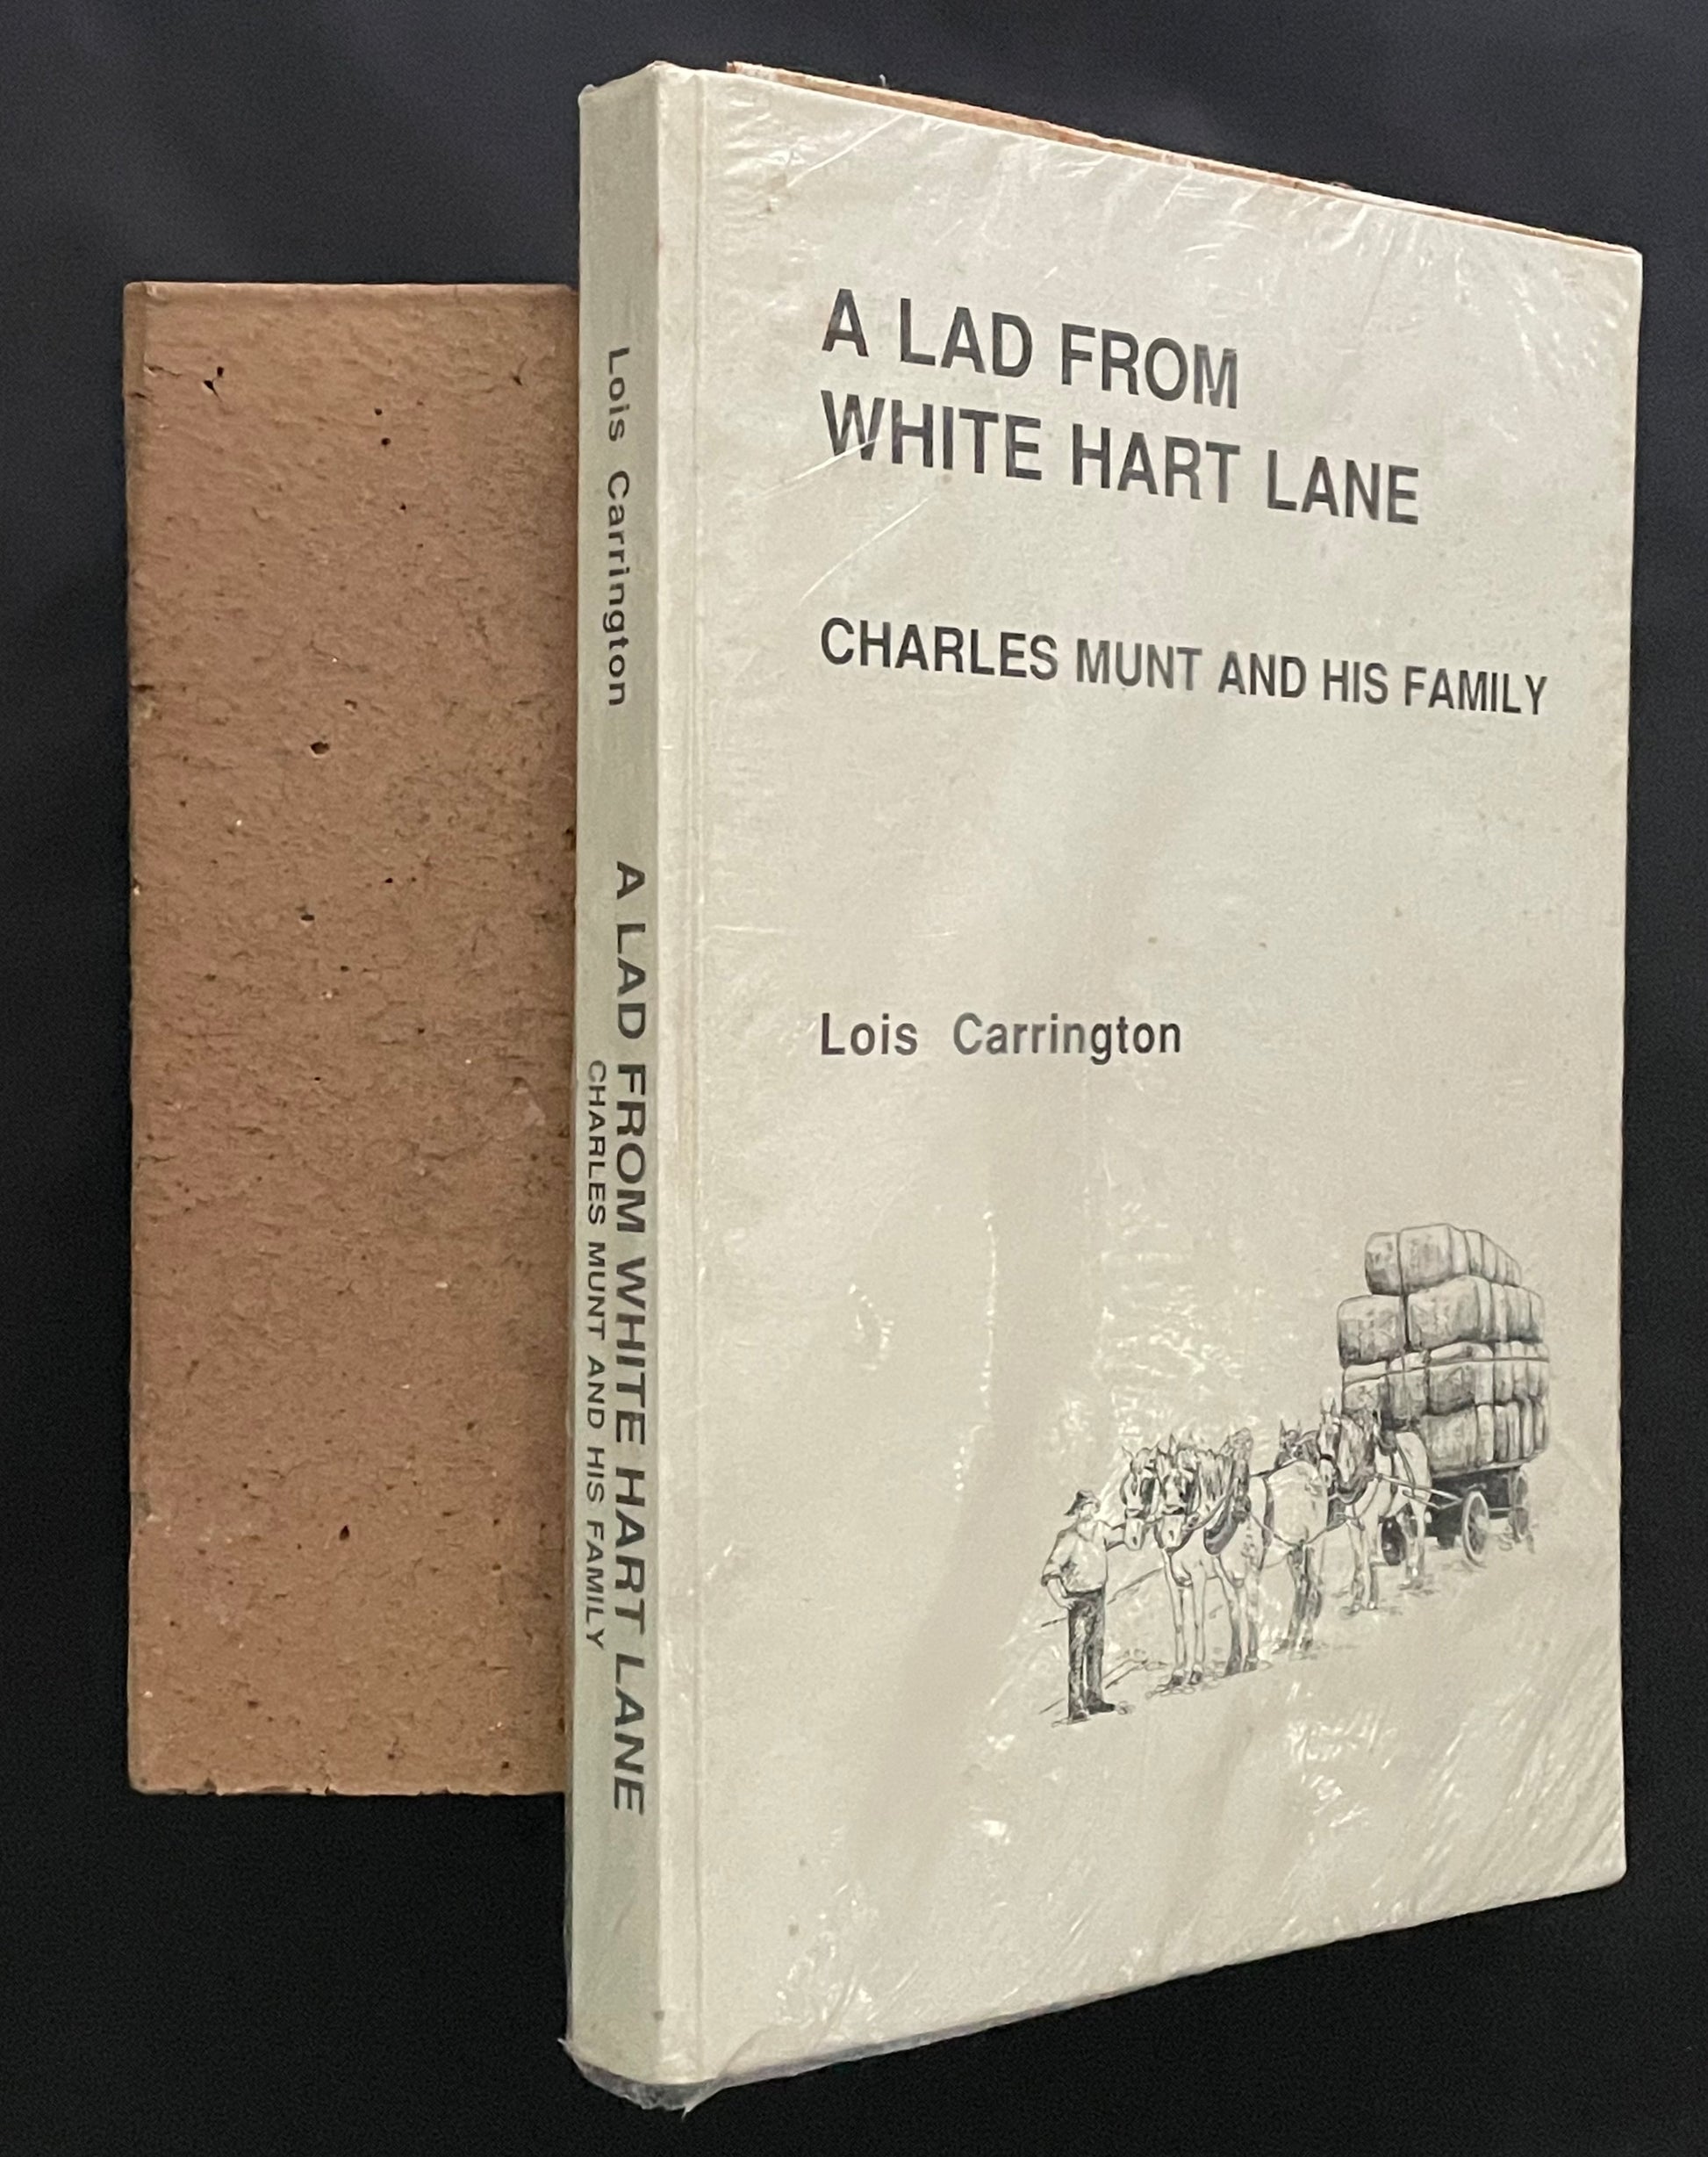 Lois Carrington
A LAD FROM WHITE HART LANE
CHARLES MUNT AND HIS FAMILY
A LAD FROM
WHITE HART LANE
CHARLES MUNT AND HIS FAMILY
Lois Carrington